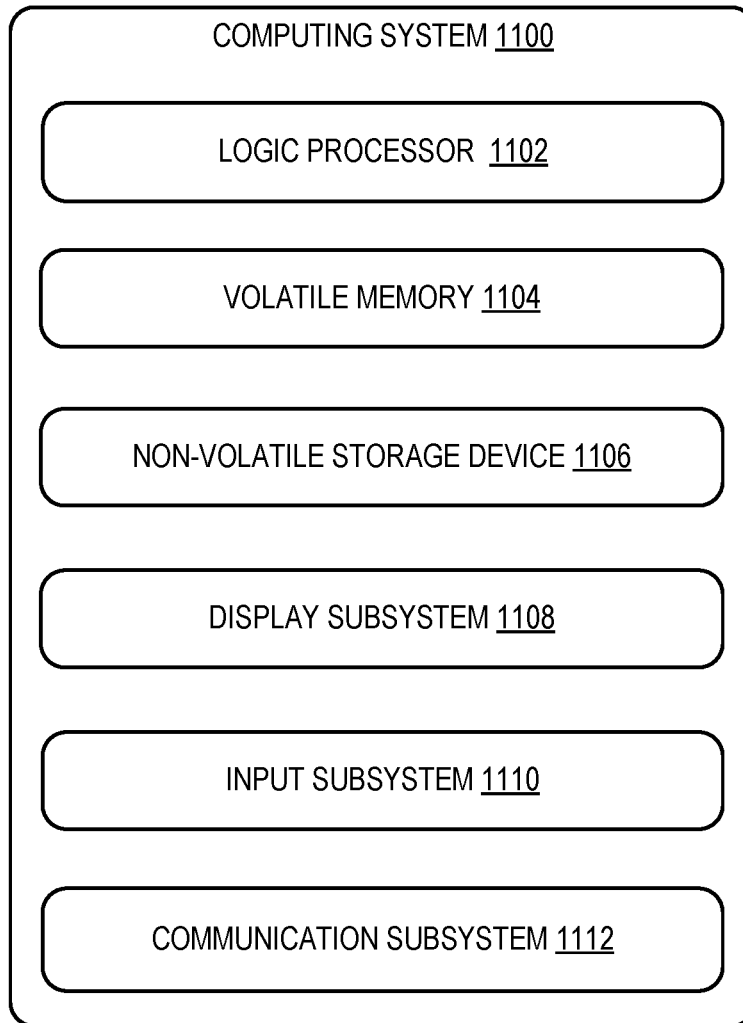 COMPUTING SYSTEM 1100
LOGIC PROCESSOR 1102
VOLATILE MEMORY 1104
NON-VOLATILE STORAGE DEVICE 1106
DISPLAY SUBSYSTEM 1108
INPUT SUBSYSTEM 1110
COMMUNICATION SUBSYSTEM 1112